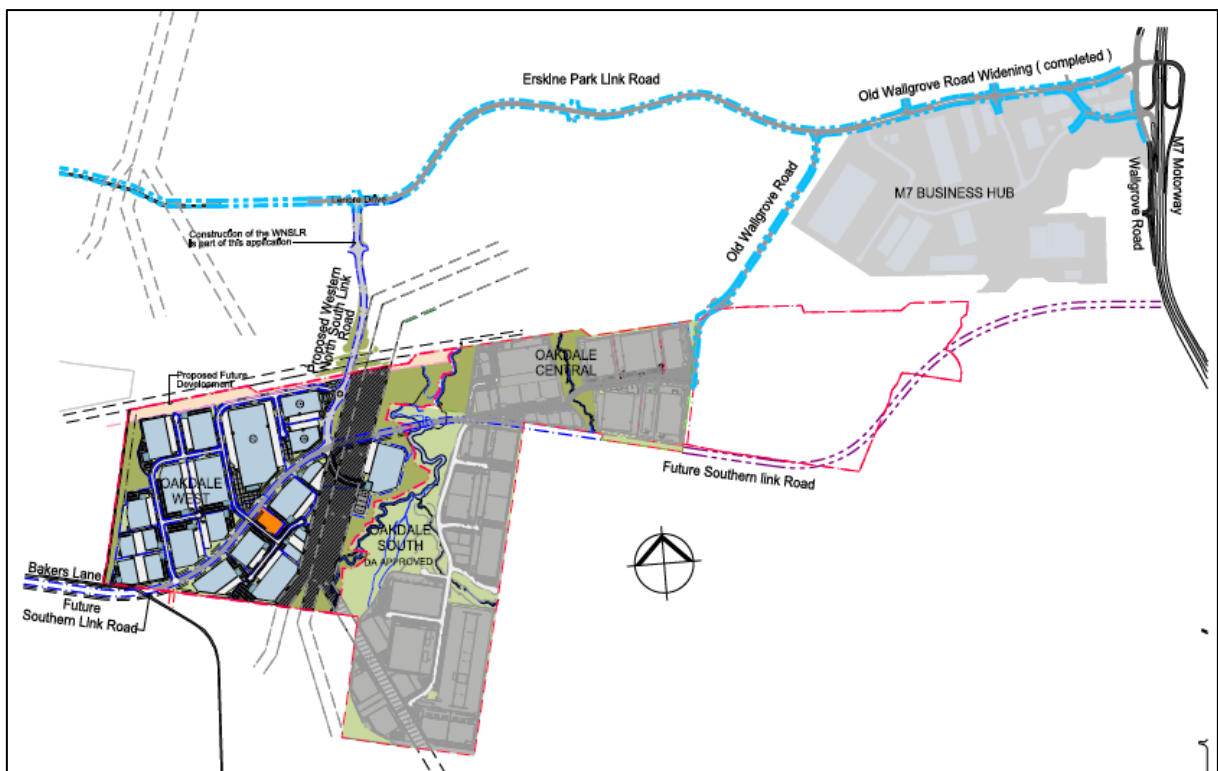 Erskine Park Link Road
Old Wallgrove Road Widening ( completed )
M7 Motorway
Wallgrove Road
M7 BUSINESS HUB
Old Wallgrove Road
Lenore Drive
Construction of the WNSLR
is part of this application
Proposed Western
North South Link
Road
OAKDALE
CENTRAL
Proposed Future
Development
OAKDALE
WEST
Future Southern link Road
OAKDALE
SOUTH
DA APPROVED
Bakers Lane
Future
Southern Link Road